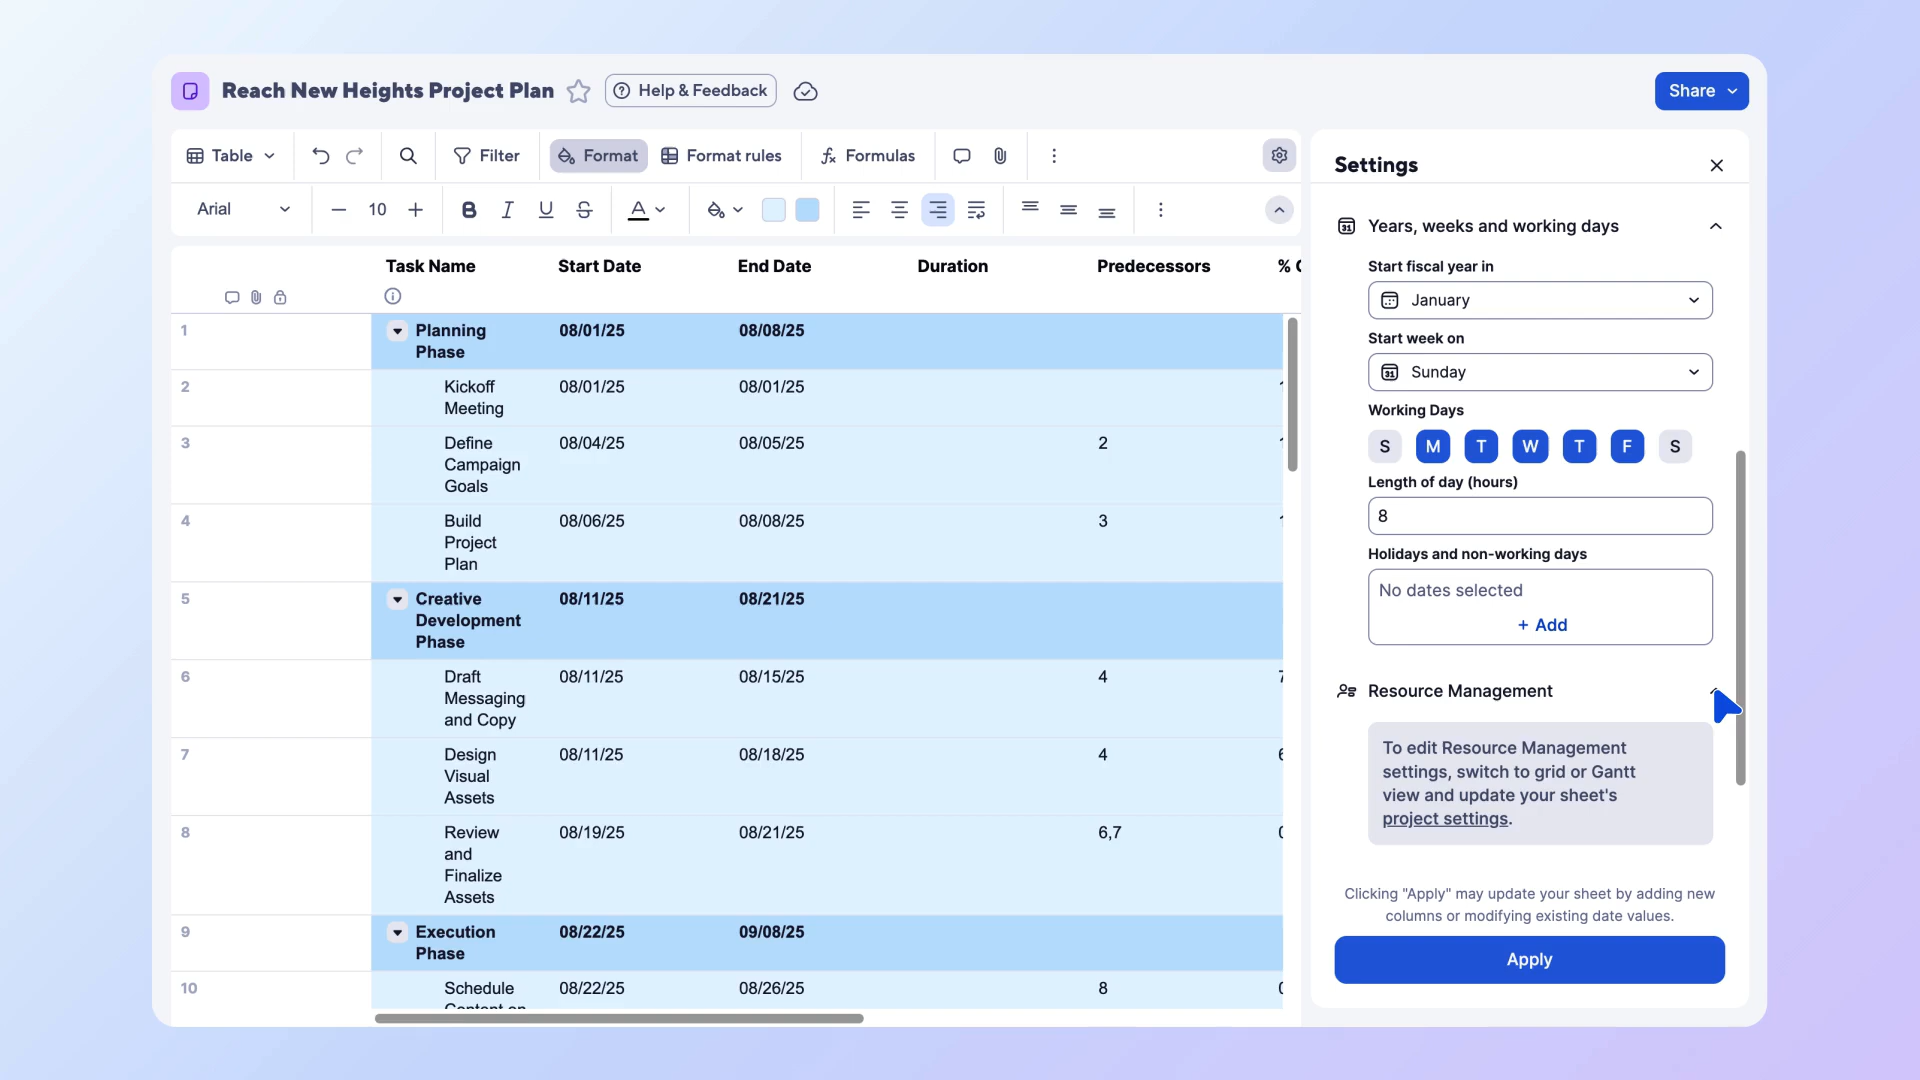 Reach New Heights Project Plan
Help & Feedback
Share
Table
Filter
Format
Format rules
Formulas
Arial
10
B I U S A
Task Name Start Date End Date Duration Predecessors %
1 Planning 08/01/25 08/08/25
Phase
2 Kickoff 08/01/25 08/01/25
Meeting
3 Define 08/04/25 08/05/25 2
Campaign
Goals
4 Build 08/06/25 08/08/25 3
Project
Plan
5 Creative 08/11/25 08/21/25
Development
Phase
6 Draft 08/11/25 08/15/25 4
Messaging
and Copy
7 Design 08/11/25 08/18/25 4
Visual
Assets
8 Review 08/19/25 08/21/25 6,7
and
Finalize
Assets
9 Execution 08/22/25 09/08/25
Phase
10 Schedule 08/22/25 08/26/25 8
Content on
Settings
31 Years, weeks and working days
Start fiscal year in
January
Start week on
31 Sunday
Working Days
S M T W T F S
Length of day (hours)
8
Holidays and non-working days
No dates selected
+ Add
Resource Management
To edit Resource Management
settings, switch to grid or Gantt
view and update your sheet's
project settings.
Clicking "Apply" may update your sheet by adding new
columns or modifying existing date values.
Apply